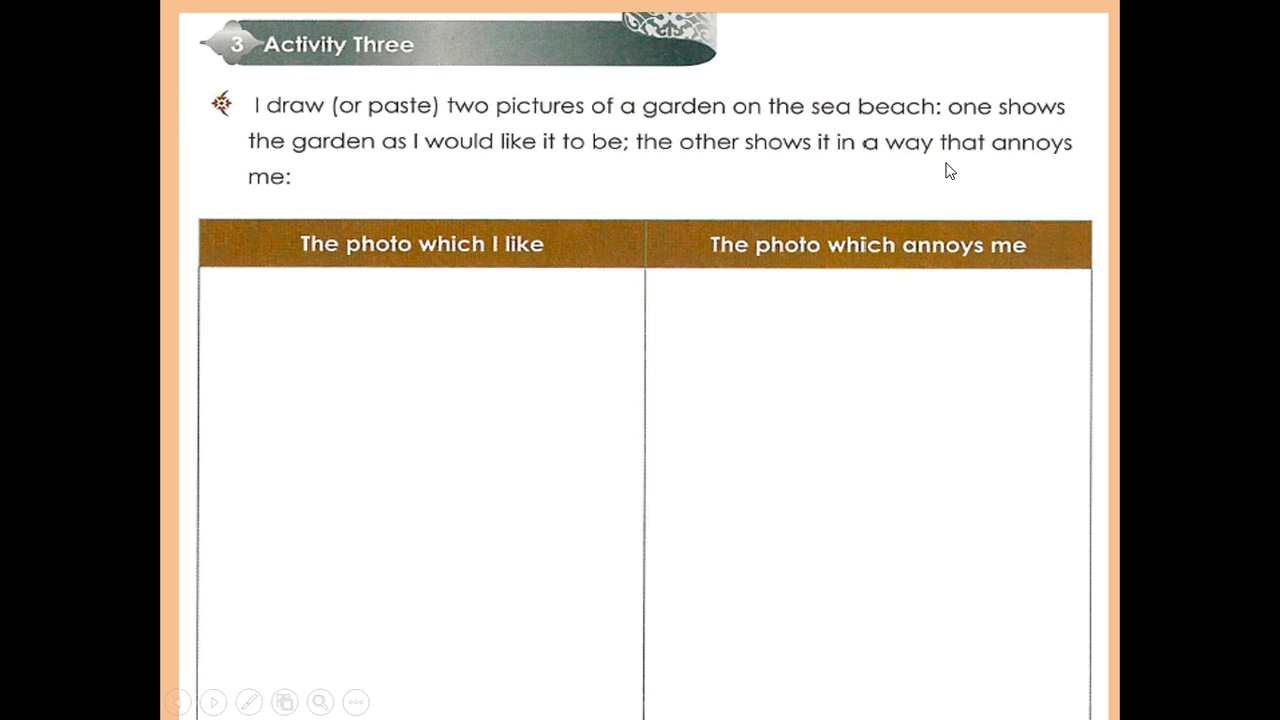 3 Activity Three
I draw (or paste) two pictures of a garden on the sea beach: one shows
the garden as I would like it to be; the other shows it in a way that annoys
me:
The photo which I like
The photo which annoys me